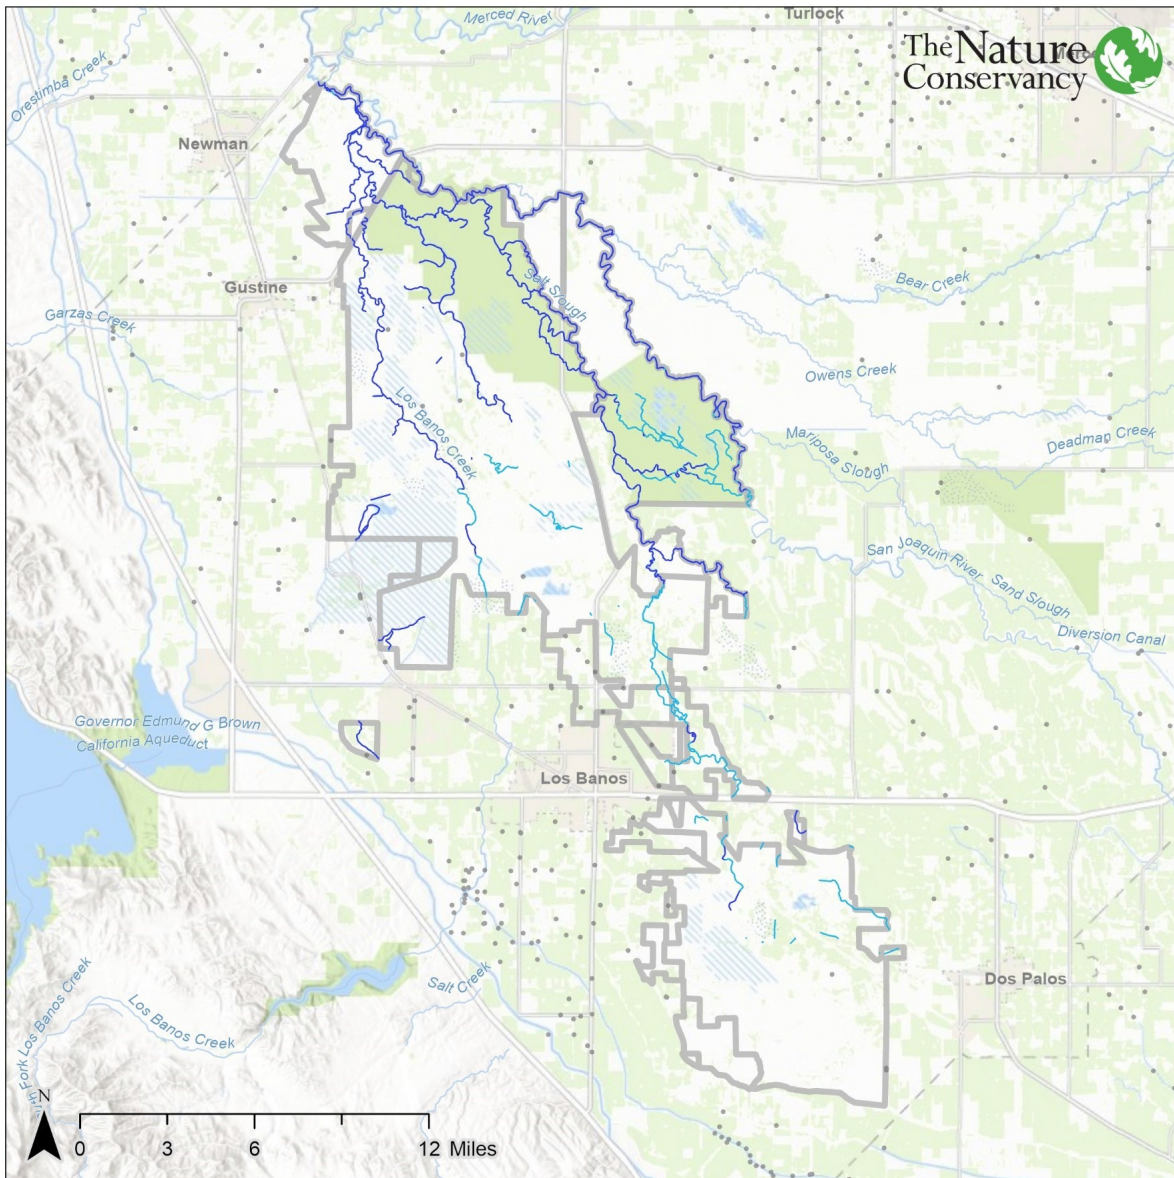 Merced River
Turlock
The Nature
Conservancy
Orestimba Creek
Newman
Salt Slough
Bear Creek
Gustine
Garzas Creek
Owens Creek
Los Banos Creek
Mariposa Slough
Deadman Creek
San Joaquin River
Sand Slough
Diversion Canal
Governor Edmund G Brown
California Aqueduct
Los Banos
Salt Creek
Dos Palos
Fork Los Banos Creek
Los Banos Creek
N
0 3 6 12 Miles